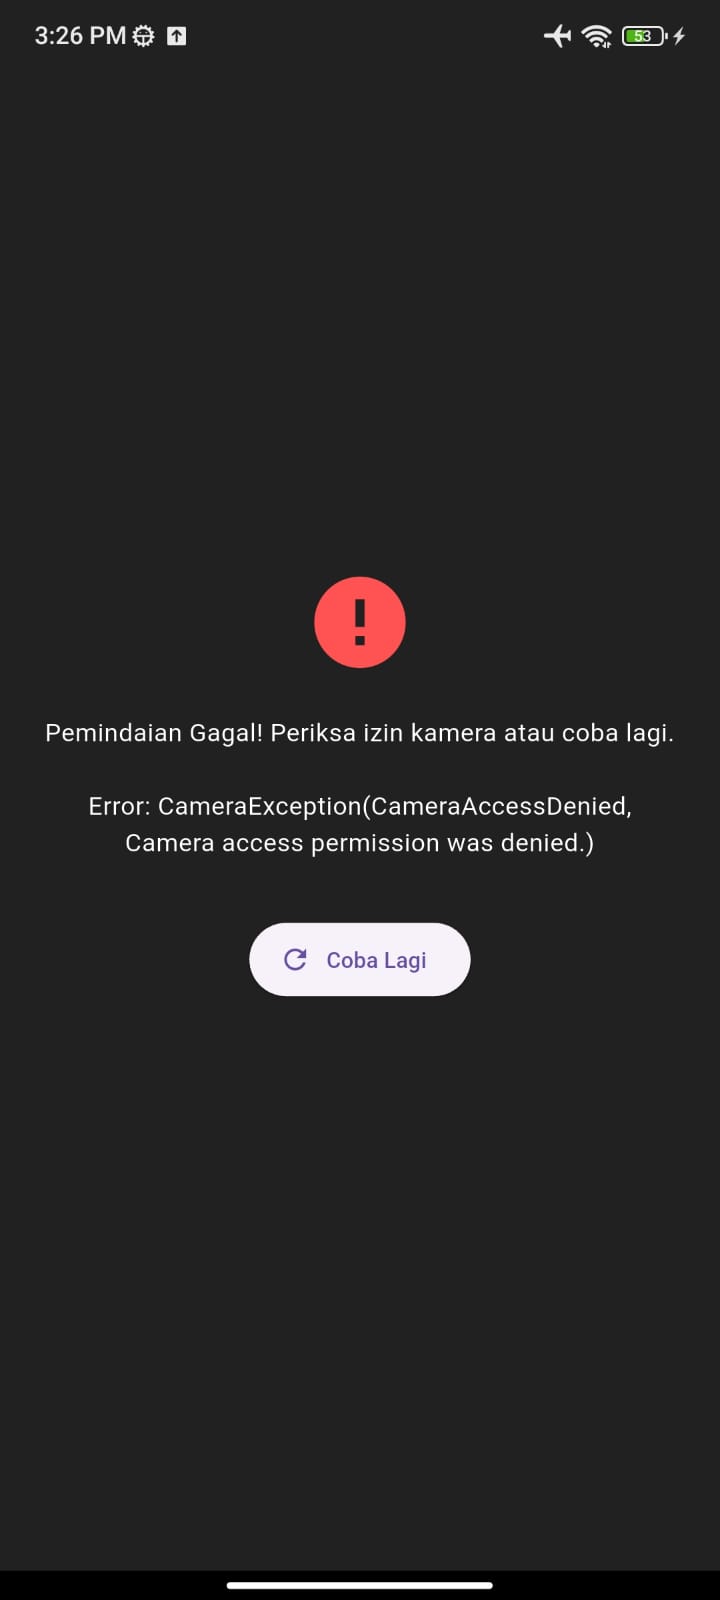 3:26 PM
53
Pemindaian Gagal! Periksa izin kamera atau coba lagi.
Error: CameraException(CameraAccessDenied,
Camera access permission was denied.)
Coba Lagi